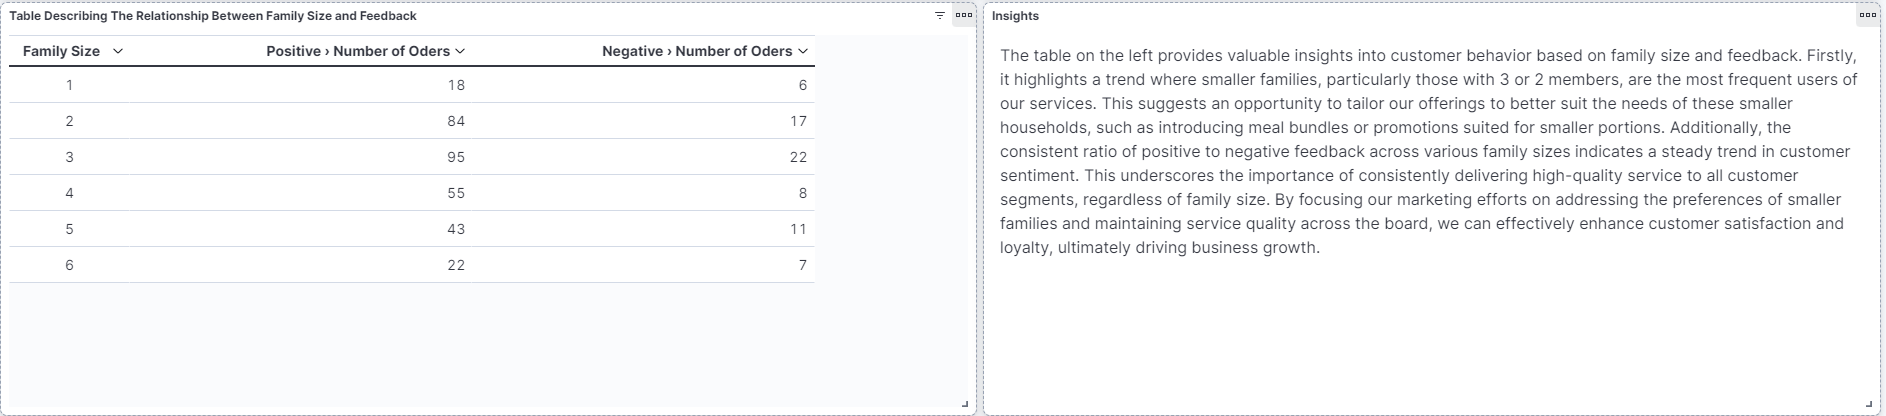 Table Describing The Relationship Between Family Size and Feedback
Family Size Positive › Number of Oders Negative › Number of Oders
1 18 6
2 84 17
3 95 22
4 55 8
5 43 11
6 22 7
Insights
The table on the left provides valuable insights into customer behavior based on family size and feedback. Firstly,
it highlights a trend where smaller families, particularly those with 3 or 2 members, are the most frequent users of
our services. This suggests an opportunity to tailor our offerings to better suit the needs of these smaller
households, such as introducing meal bundles or promotions suited for smaller portions. Additionally, the
consistent ratio of positive to negative feedback across various family sizes indicates a steady trend in customer
sentiment. This underscores the importance of consistently delivering high-quality service to all customer
segments, regardless of family size. By focusing our marketing efforts on addressing the preferences of smaller
families and maintaining service quality across the board, we can effectively enhance customer satisfaction and
loyalty, ultimately driving business growth.